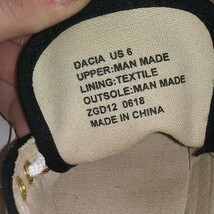 DACIA US 6
UPPER:MAN MADE
LINING:TEXTILE
OUTSOLE:MAN MADE
ZGD12 0618
MADE IN CHINA